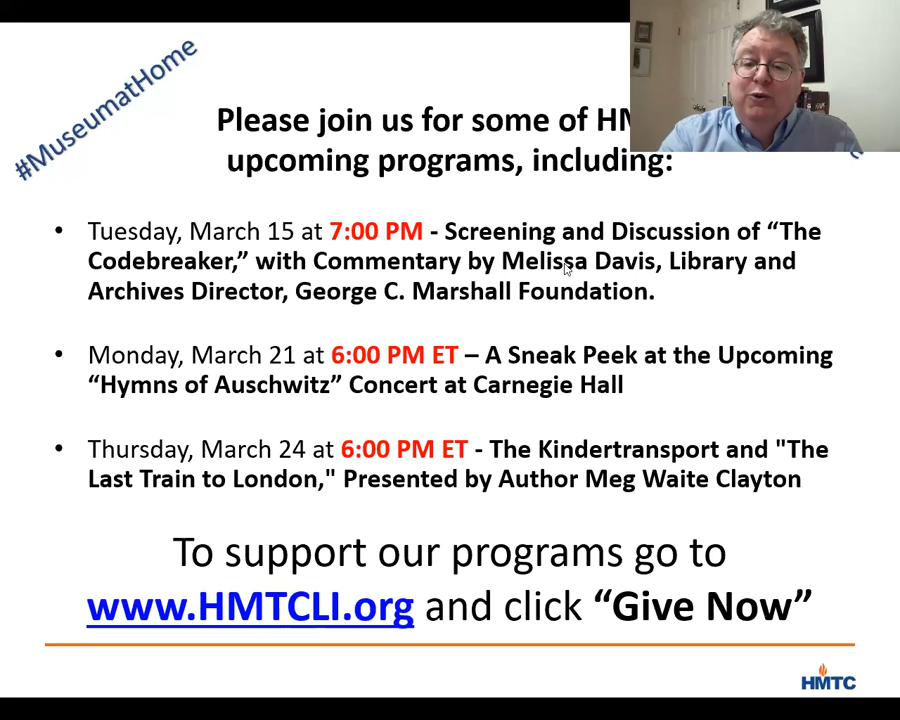 #MuseumatHome
Please join us for some of
upcoming programs, including:
• Tuesday, March 15 at 7:00 PM - Screening and Discussion of “The
Codebreaker,” with Commentary by Melissa Davis, Library and
Archives Director, George C. Marshall Foundation.
• Monday, March 21 at 6:00 PM ET – A Sneak Peek at the Upcoming
“Hymns of Auschwitz” Concert at Carnegie Hall
• Thursday, March 24 at 6:00 PM ET - The Kindertransport and "The
Last Train to London," Presented by Author Meg Waite Clayton
To support our programs go to
www.HMTCLI.org and click “Give Now”
HMTC